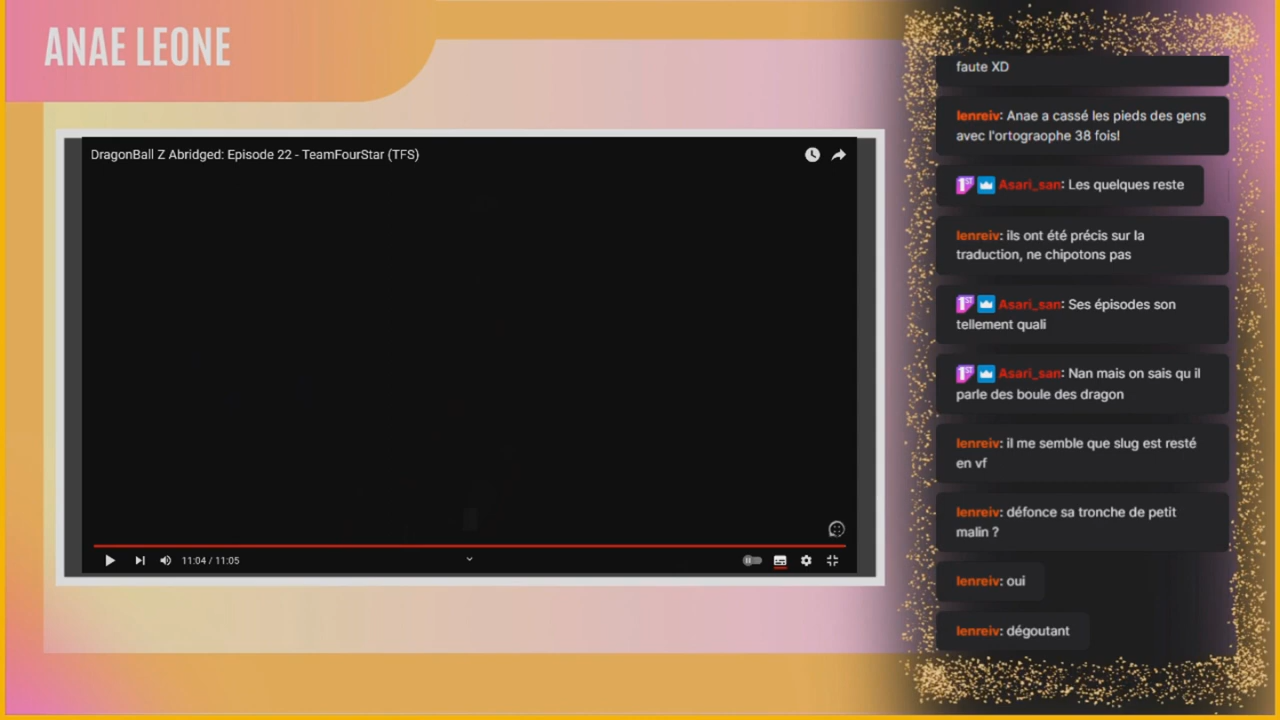 ANAE LEONE
DragonBall Z Abridged: Episode 22 - TeamFourStar (TFS)
11:04 / 11:05
faute XD
lenreiv: Anae a cassé les pieds des gens
avec l'ortograophe 38 fois!
1ST Asari_san: Les quelques reste
lenreiv: ils ont été précis sur la
traduction, ne chipotons pas
1ST Asari_san: Ses épisodes son
tellement quali
1ST Asari_san: Nan mais on sais qu il
parle des boule des dragon
lenreiv: il me semble que slug est resté
en vf
lenreiv: défonce sa tronche de petit
malin ?
lenreiv: oui
lenreiv: dégoutant